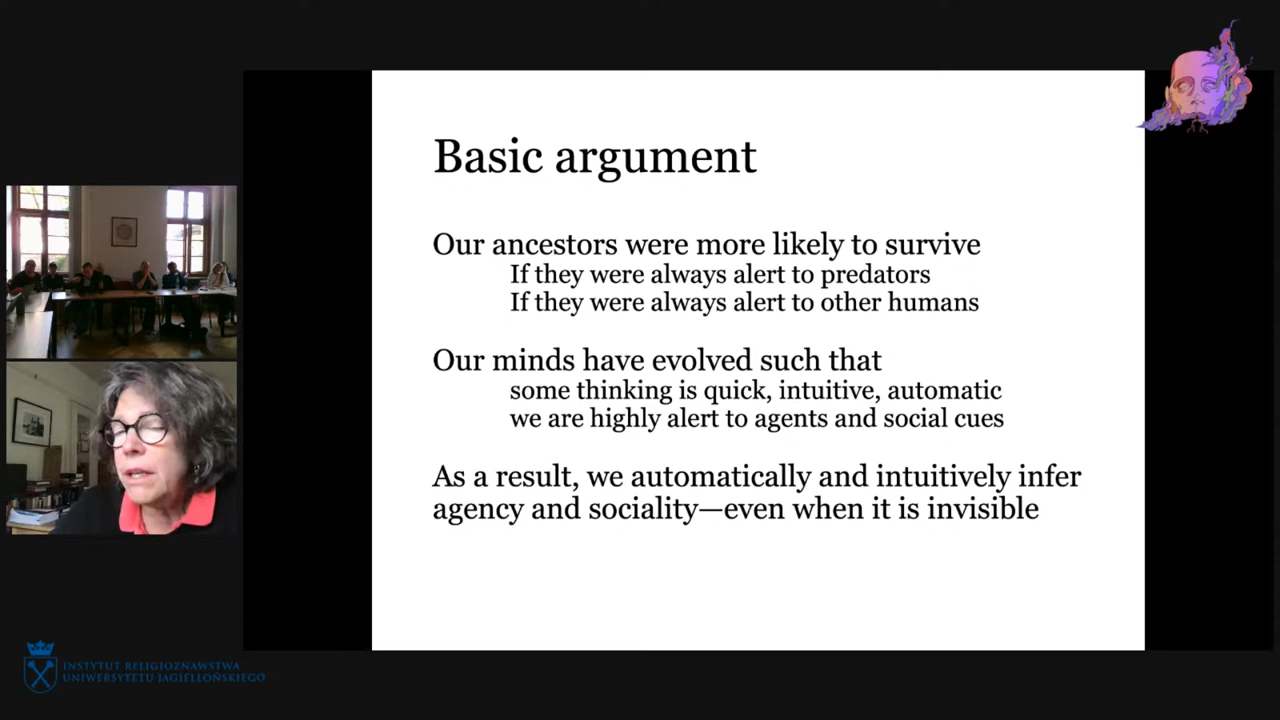 Basic argument
Our ancestors were more likely to survive
If they were always alert to predators
If they were always alert to other humans
Our minds have evolved such that
some thinking is quick, intuitive, automatic
we are highly alert to agents and social cues
As a result, we automatically and intuitively infer
agency and sociality—even when it is invisible
INSTYTUT RELIGIOZNAWSTWA
UNIWERSYTETU JAGIELLOŃSKIEGO